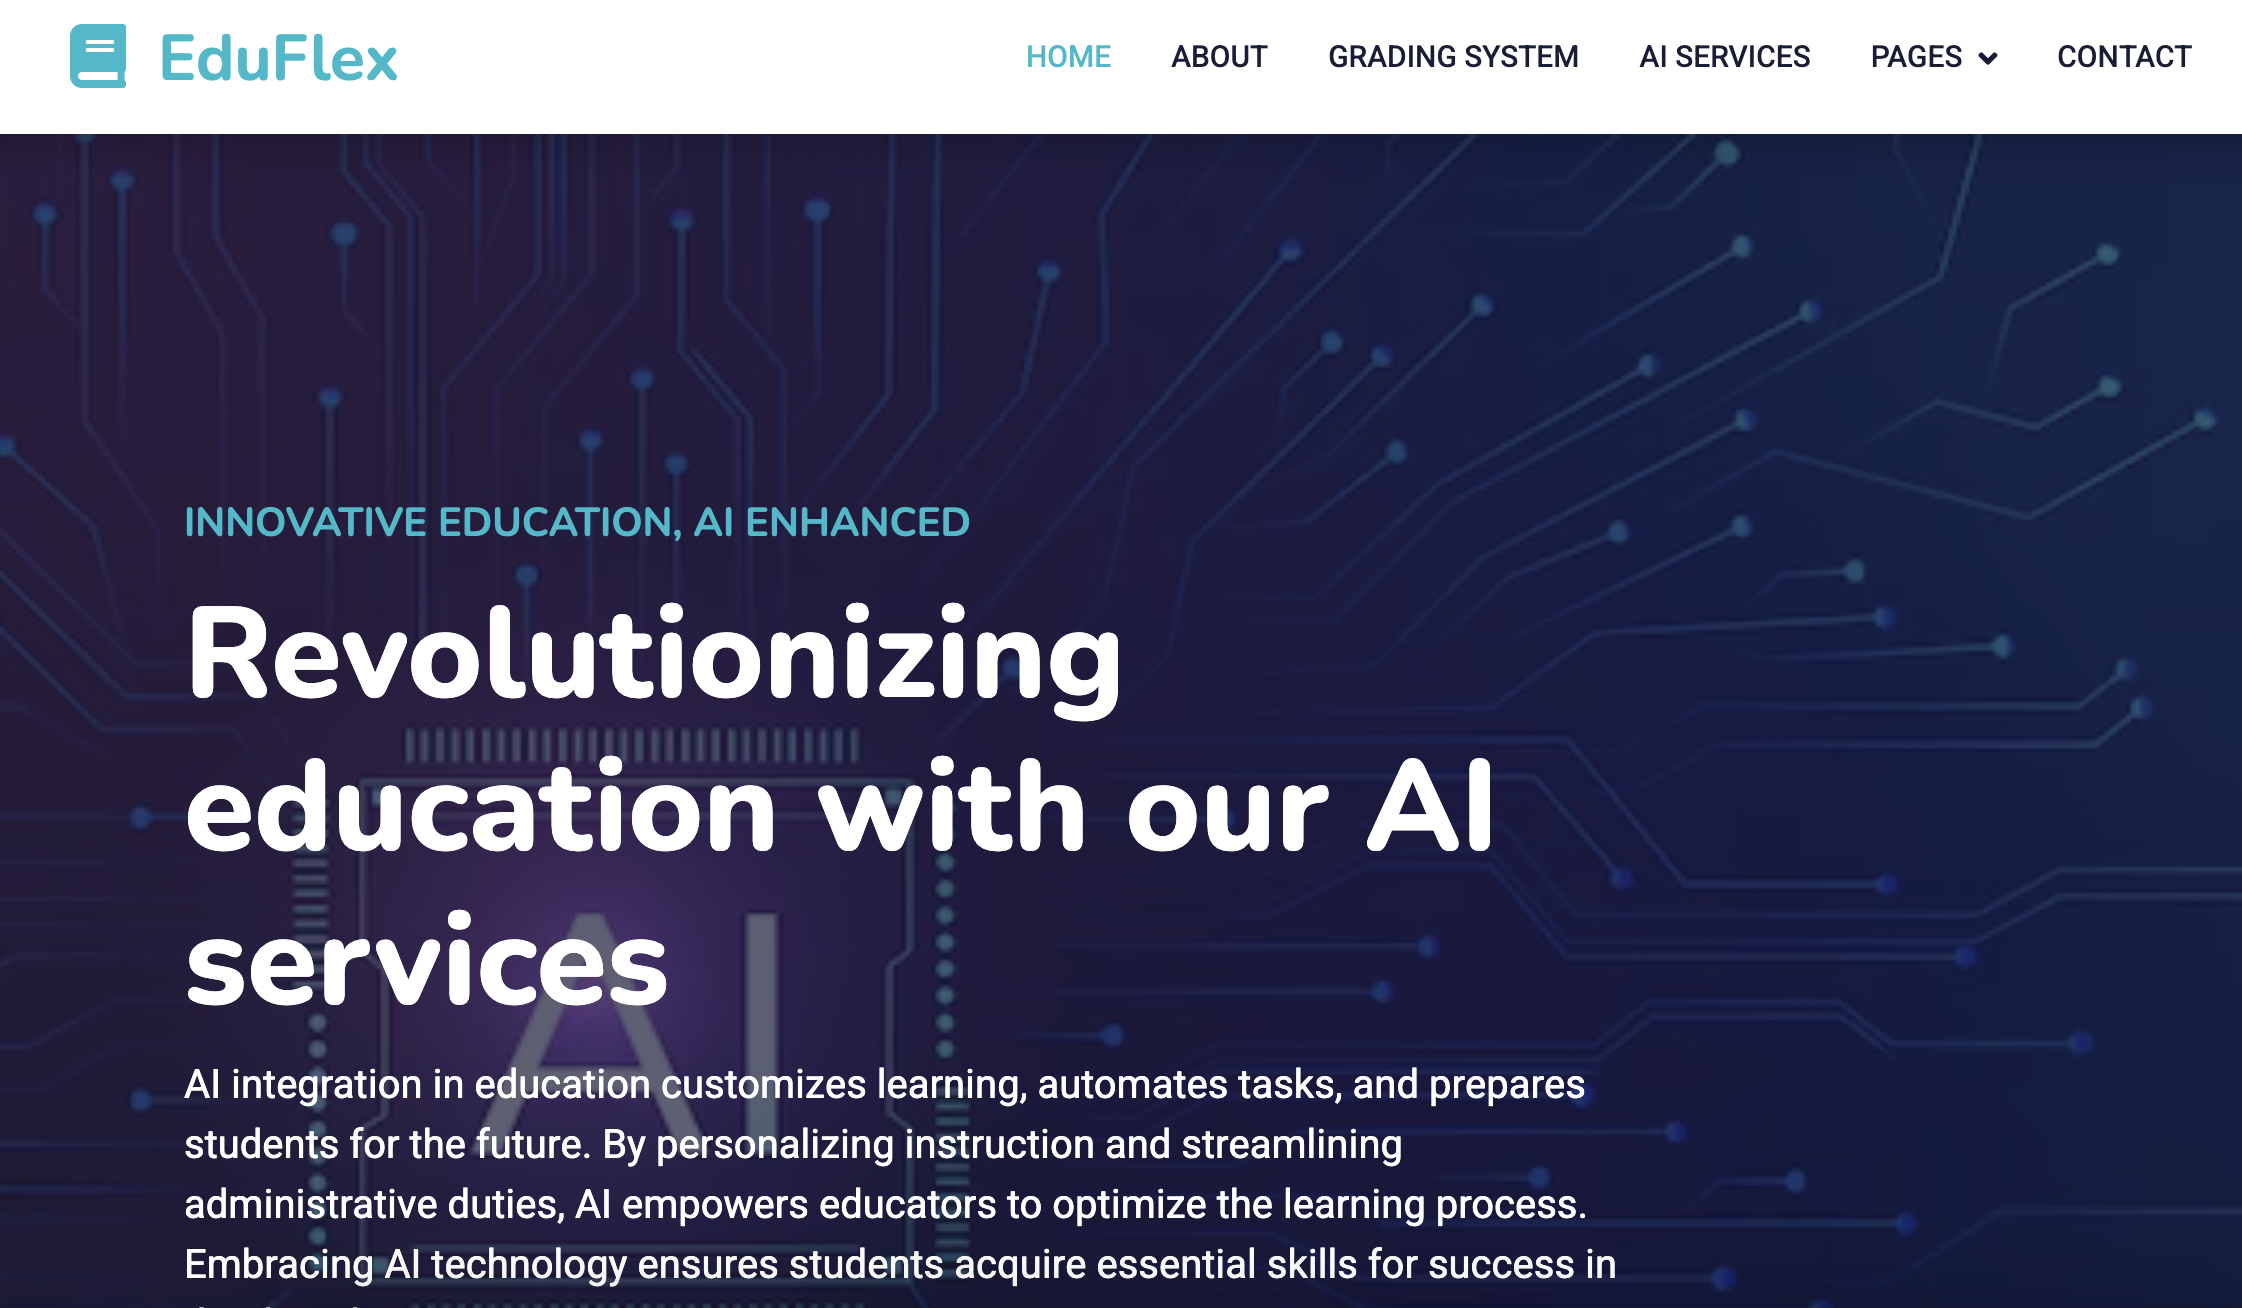 EduFlex
HOME ABOUT GRADING SYSTEM AI SERVICES PAGES CONTACT
INNOVATIVE EDUCATION, AI ENHANCED
Revolutionizing
education with our AI
services
AI
AI integration in education customizes learning, automates tasks, and prepares
students for the future. By personalizing instruction and streamlining
administrative duties, AI empowers educators to optimize the learning process.
Embracing AI technology ensures students acquire essential skills for success in